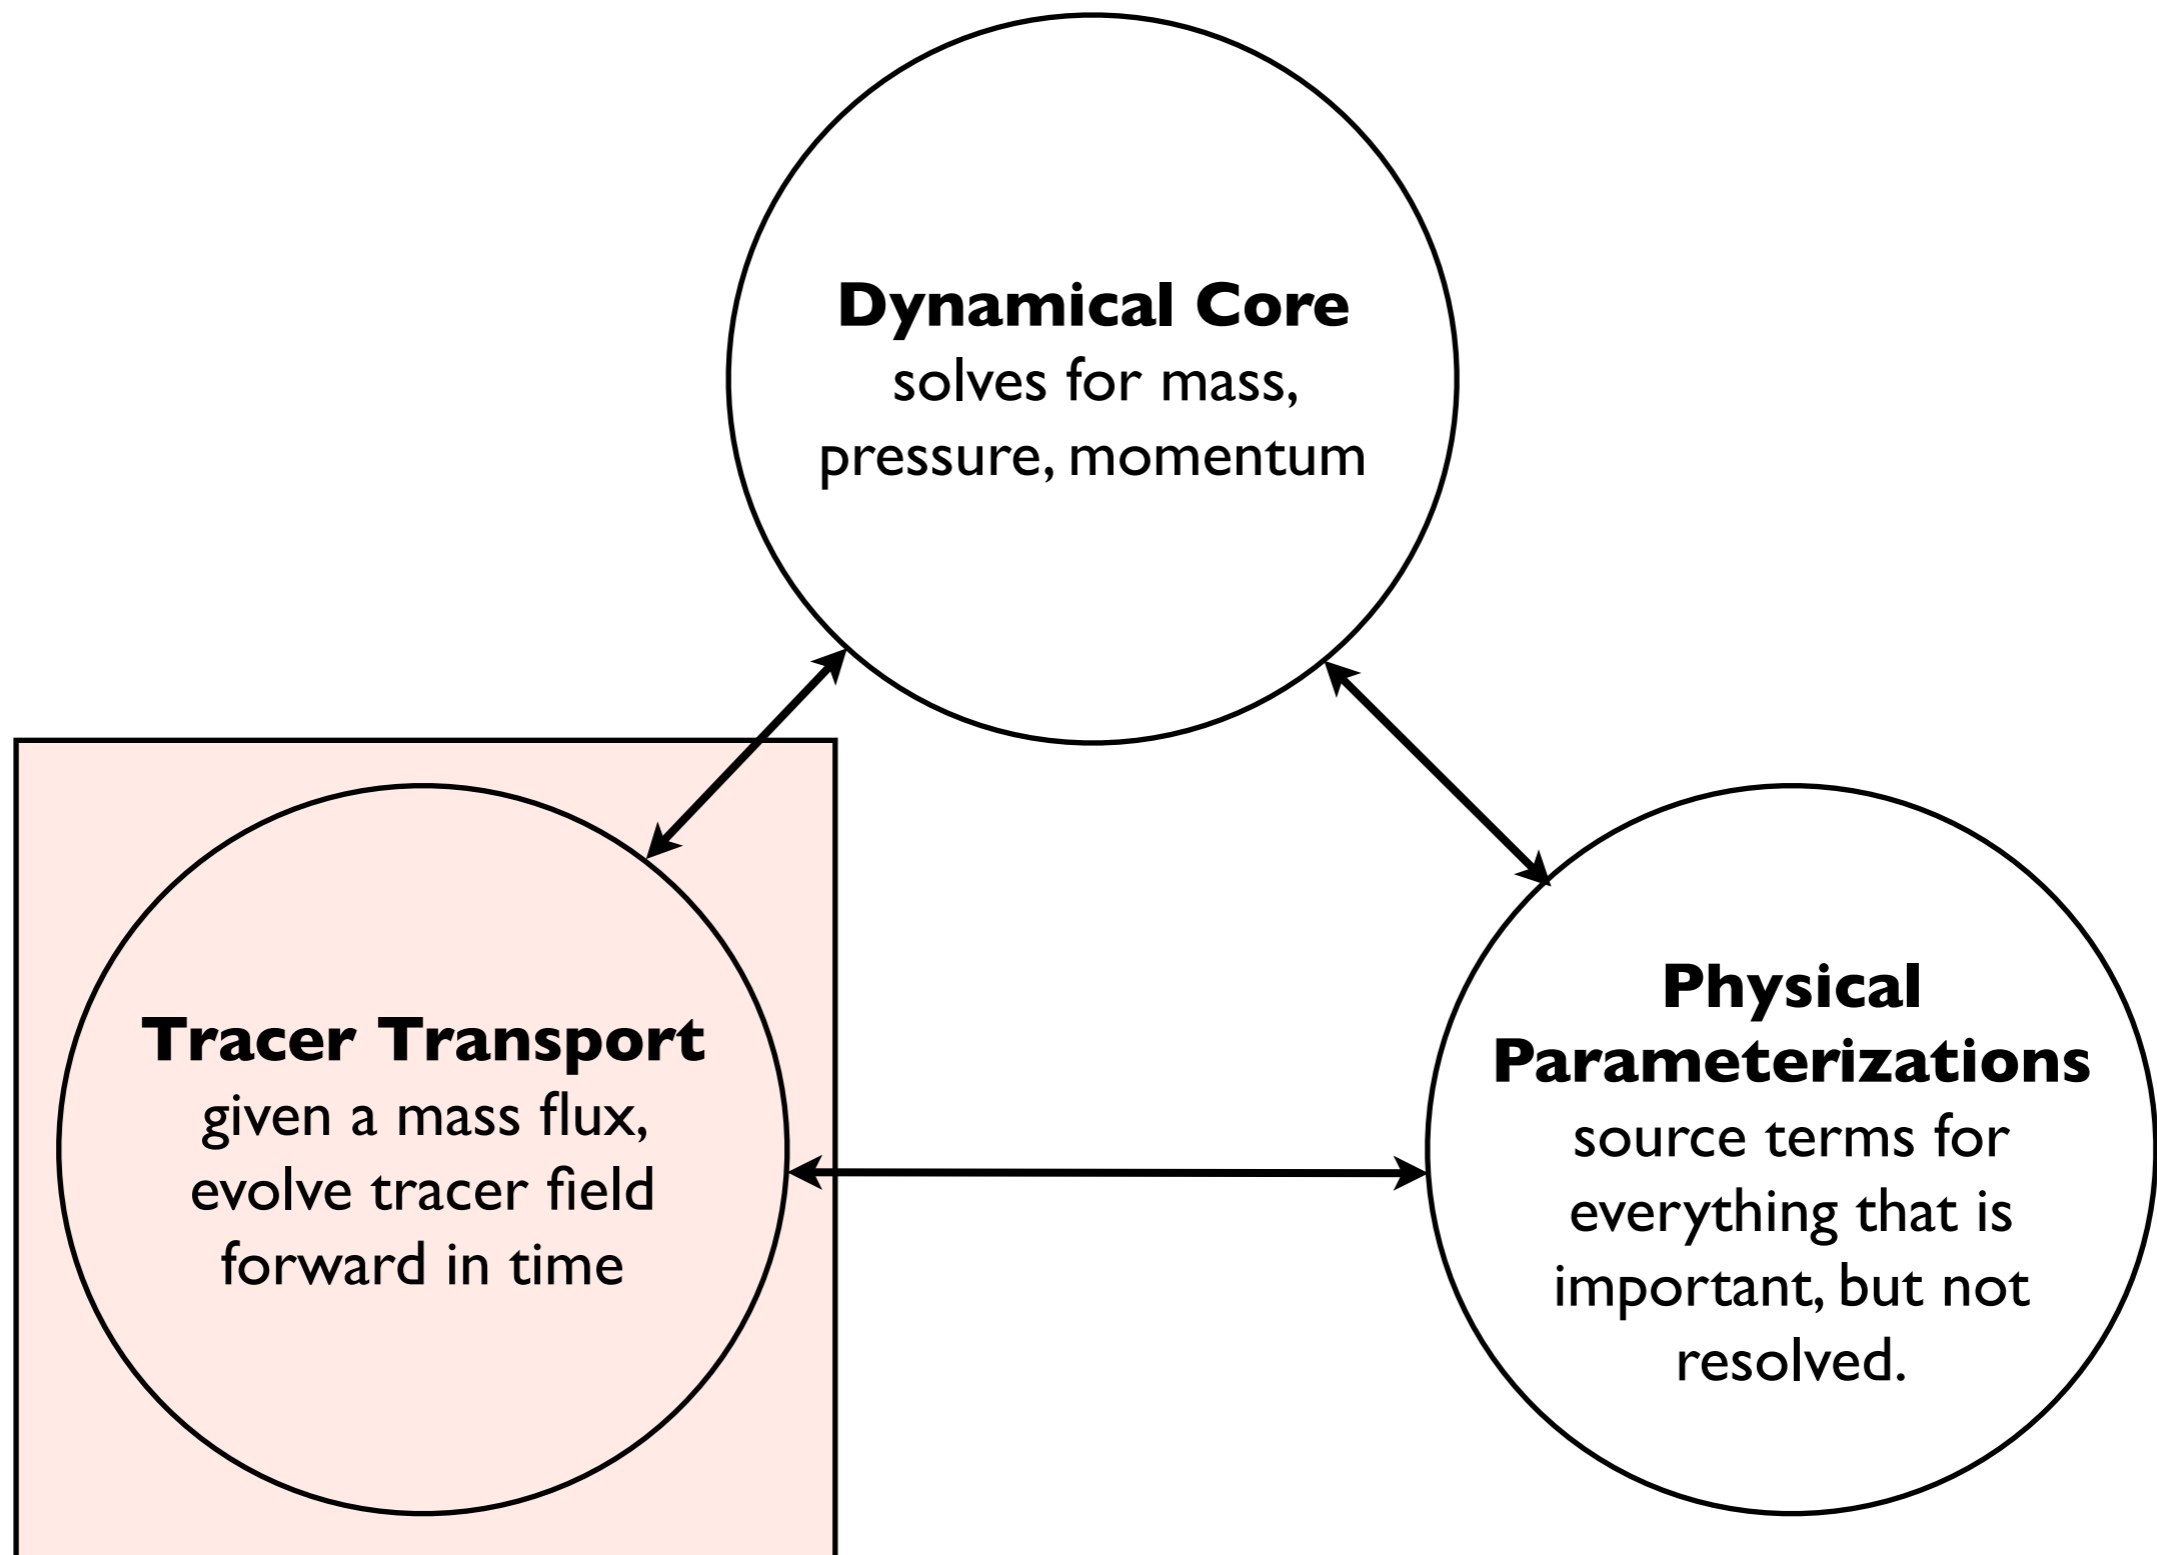 Dynamical Core
solves for mass,
pressure, momentum
Tracer Transport
given a mass flux,
evolve tracer field
forward in time
Physical
Parameterizations
source terms for
everything that is
important, but not
resolved.